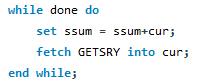 while done do
    set ssum = ssum+cur;
    fetch GETSRY into cur;
end while;